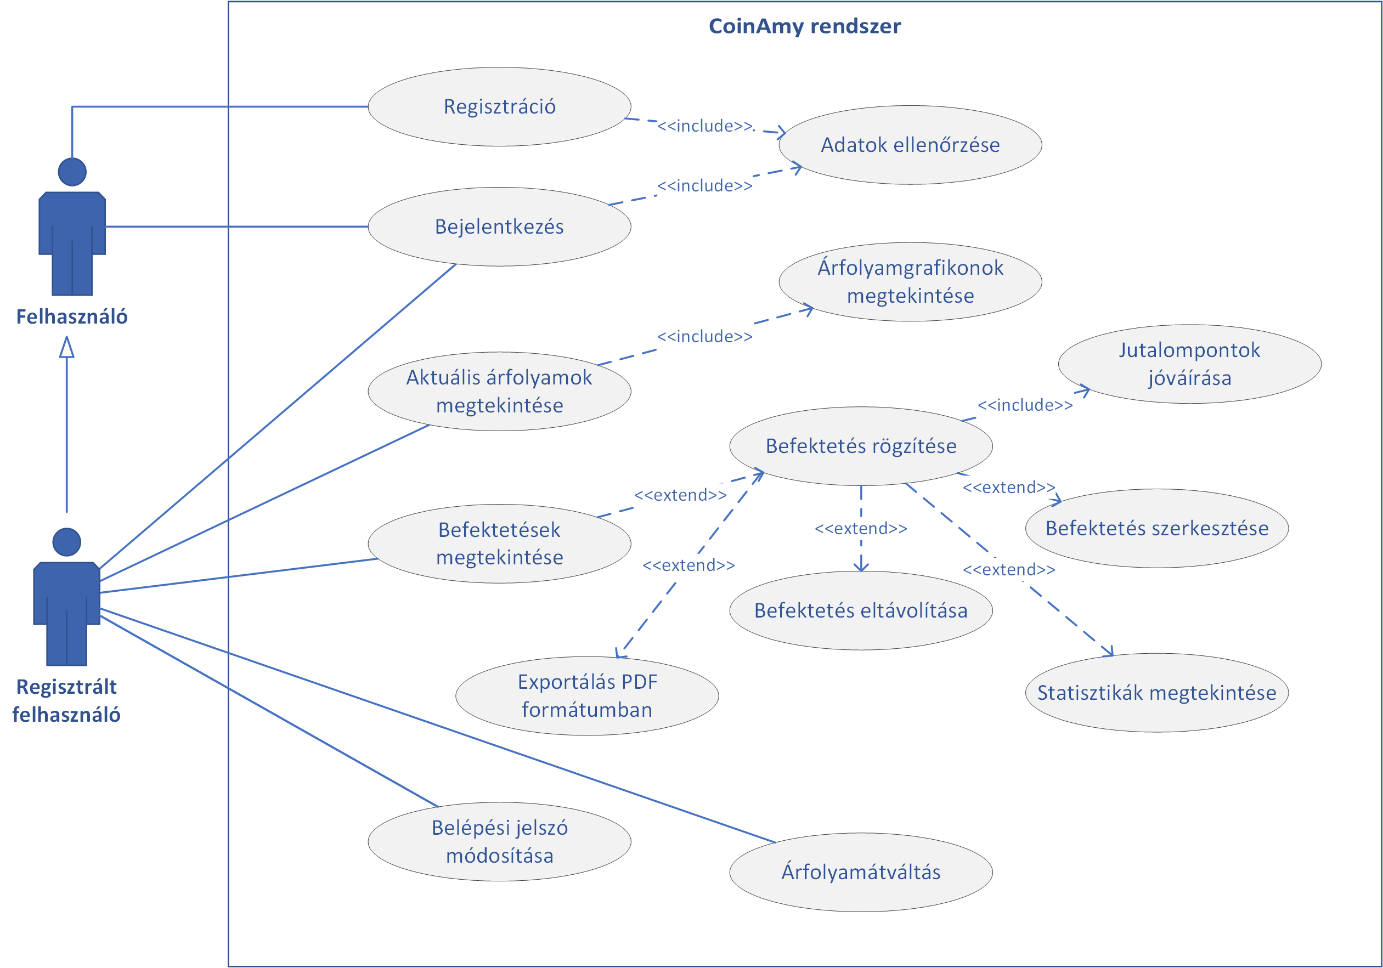 CoinAmy rendszer
Regisztráció
<<include>>
Adatok ellenőrzése
<<include>>
Bejelentkezés
Árfolyamgrafikonok
megtekintése
Felhasználó
<<include>>
Jutalompontok
jóváírása
Aktuális árfolyamok
megtekintése
<<include>>
Befektetés rögzítése
<<extend>>
<<extend>>
Befektetések
megtekintése
<<extend>>
Befektetés szerkesztése
<<extend>>
<<extend>>
Befektetés eltávolítása
Regisztrált
felhasználó
Exportálás PDF
formátumban
Statisztikák megtekintése
Belépési jelszó
módosítása
Árfolyamátváltás